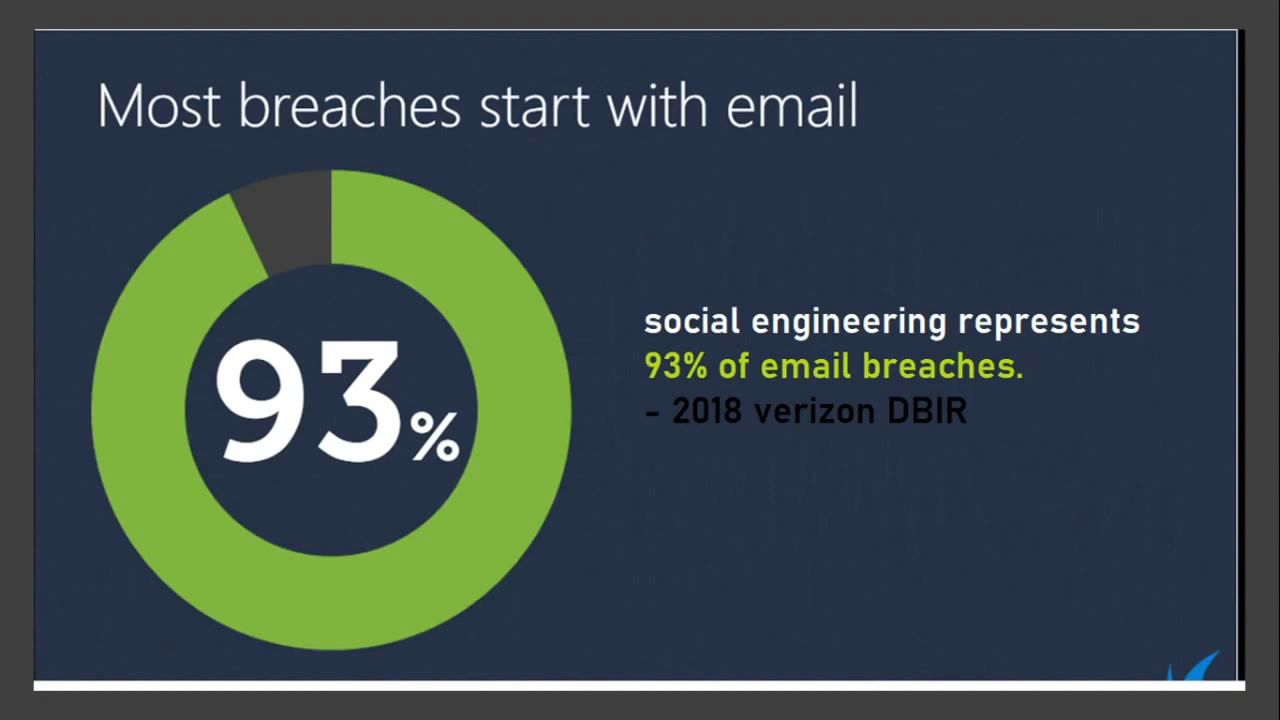 Most breaches start with email
93%
social engineering represents
93% of email breaches.
- 2018 verizon DBIR